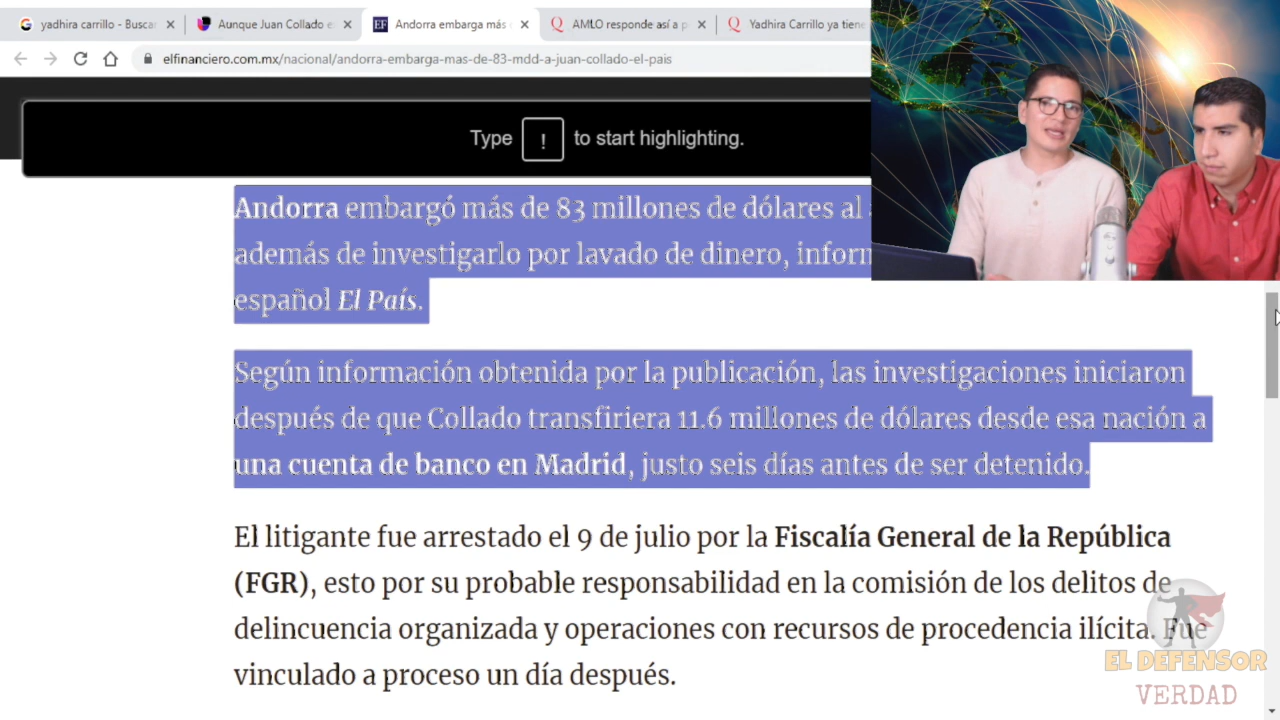 yadhira carrillo - Buscar
Aunque Juan Collado e
Andorra embarga más
AMLO responde así a p
Yadhira Carrillo ya tiene
elfinanciero.com.mx/nacional/andorra-embarga-mas-de-83-mdd-a-juan-collado-el-pais
Type ! to start highlighting.
Andorra embargó más de 83 millones de dólares al
además de investigarlo por lavado de dinero, inform
español El País.
Según información obtenida por la publicación, las investigaciones iniciaron
después de que Collado transfiriera 11.6 millones de dólares desde esa nación a
una cuenta de banco en Madrid, justo seis días antes de ser detenido.
El litigante fue arrestado el 9 de julio por la Fiscalía General de la República
(FGR), esto por su probable responsabilidad en la comisión de los delitos de
delincuencia organizada y operaciones con recursos de procedencia ilícita. Fue
vinculado a proceso un día después.
EL DEFENSOR
VERDAD